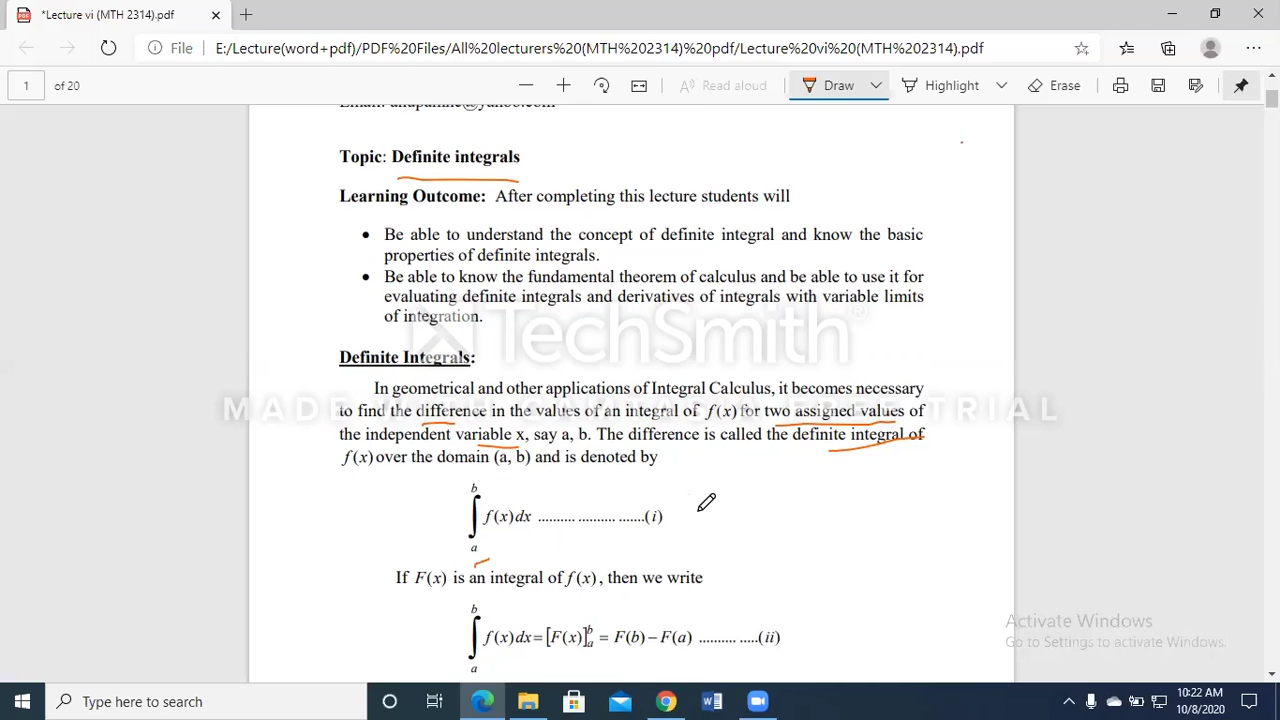 *Lecture vi (MTH 2314).pdf
File E:/Lecture(word+pdf)/PDF%20Files/All%20lecturers%20(MTH%202314)%20pdf/Lecture%20vi%20(MTH%202314).pdf
1 of 20 Read aloud Draw Highlight Erase
Topic: Definite integrals
Learning Outcome: After completing this lecture students will
• Be able to understand the concept of definite integral and know the basic
properties of definite integrals.
• Be able to know the fundamental theorem of calculus and be able to use it for
evaluating definite integrals and derivatives of integrals with variable limits
of integration.
TechSmith®
Definite Integrals:
In geometrical and other applications of Integral Calculus, it becomes necessary
MADE WITH CAMTASIA FREE TRIAL
to find the difference in the values of an integral of f(x) for two assigned values of
the independent variable x, say a, b. The difference is called the definite integral of
f(x) over the domain (a, b) and is denoted by
∫_a^b f(x)dx .......... .......... .......(i)
If F(x) is an integral of f(x), then we write
∫_a^b f(x)dx = [F(x)]_a^b = F(b) − F(a) .......... .....(ii)
Activate Windows
Go to Settings to activate Windows.
Type here to search
10:22 AM
10/8/2020